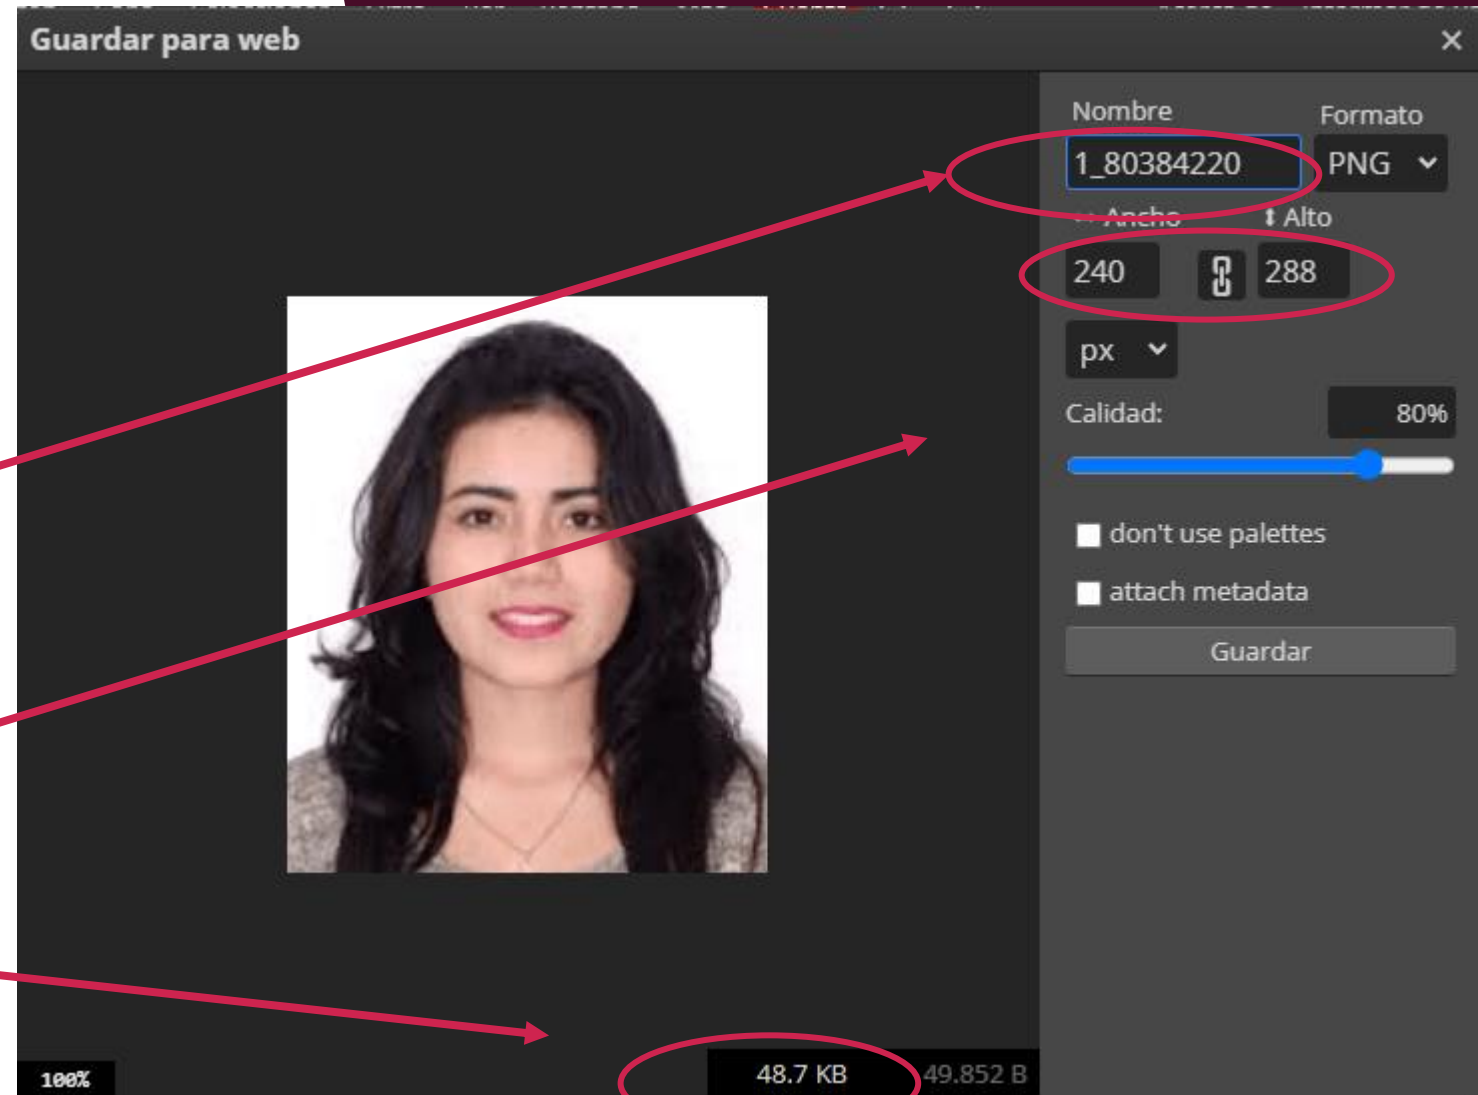 Guardar para web
Nombre
Formato
1_80384220
PNG
Ancho
Alto
240
288
px
Calidad:
80%
don't use palettes
attach metadata
Guardar
100%
48.7 KB
49.852 B